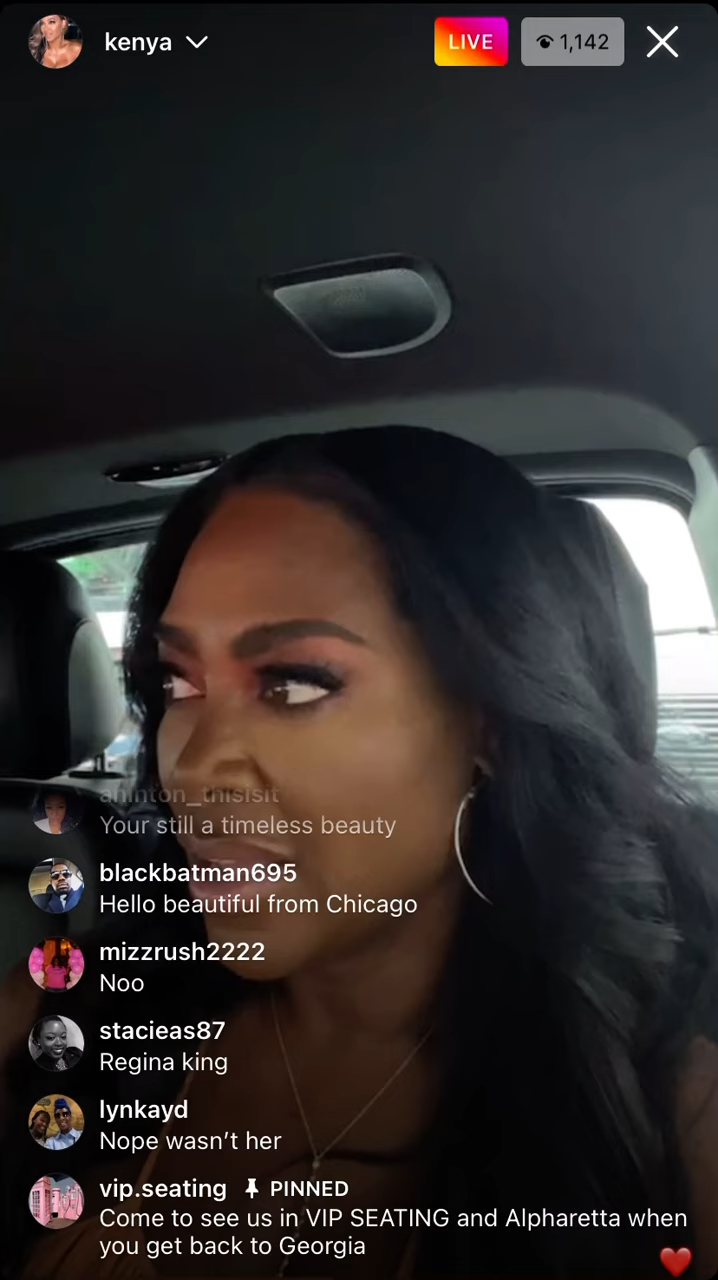 kenya
LIVE
1,142
ahinton_thisisit
Your still a timeless beauty
blackbatman695
Hello beautiful from Chicago
mizzrush2222
Noo
stacieas87
Regina king
lynkayd
Nope wasn't her
vip.seating PINNED
Come to see us in VIP SEATING and Alpharetta when
you get back to Georgia